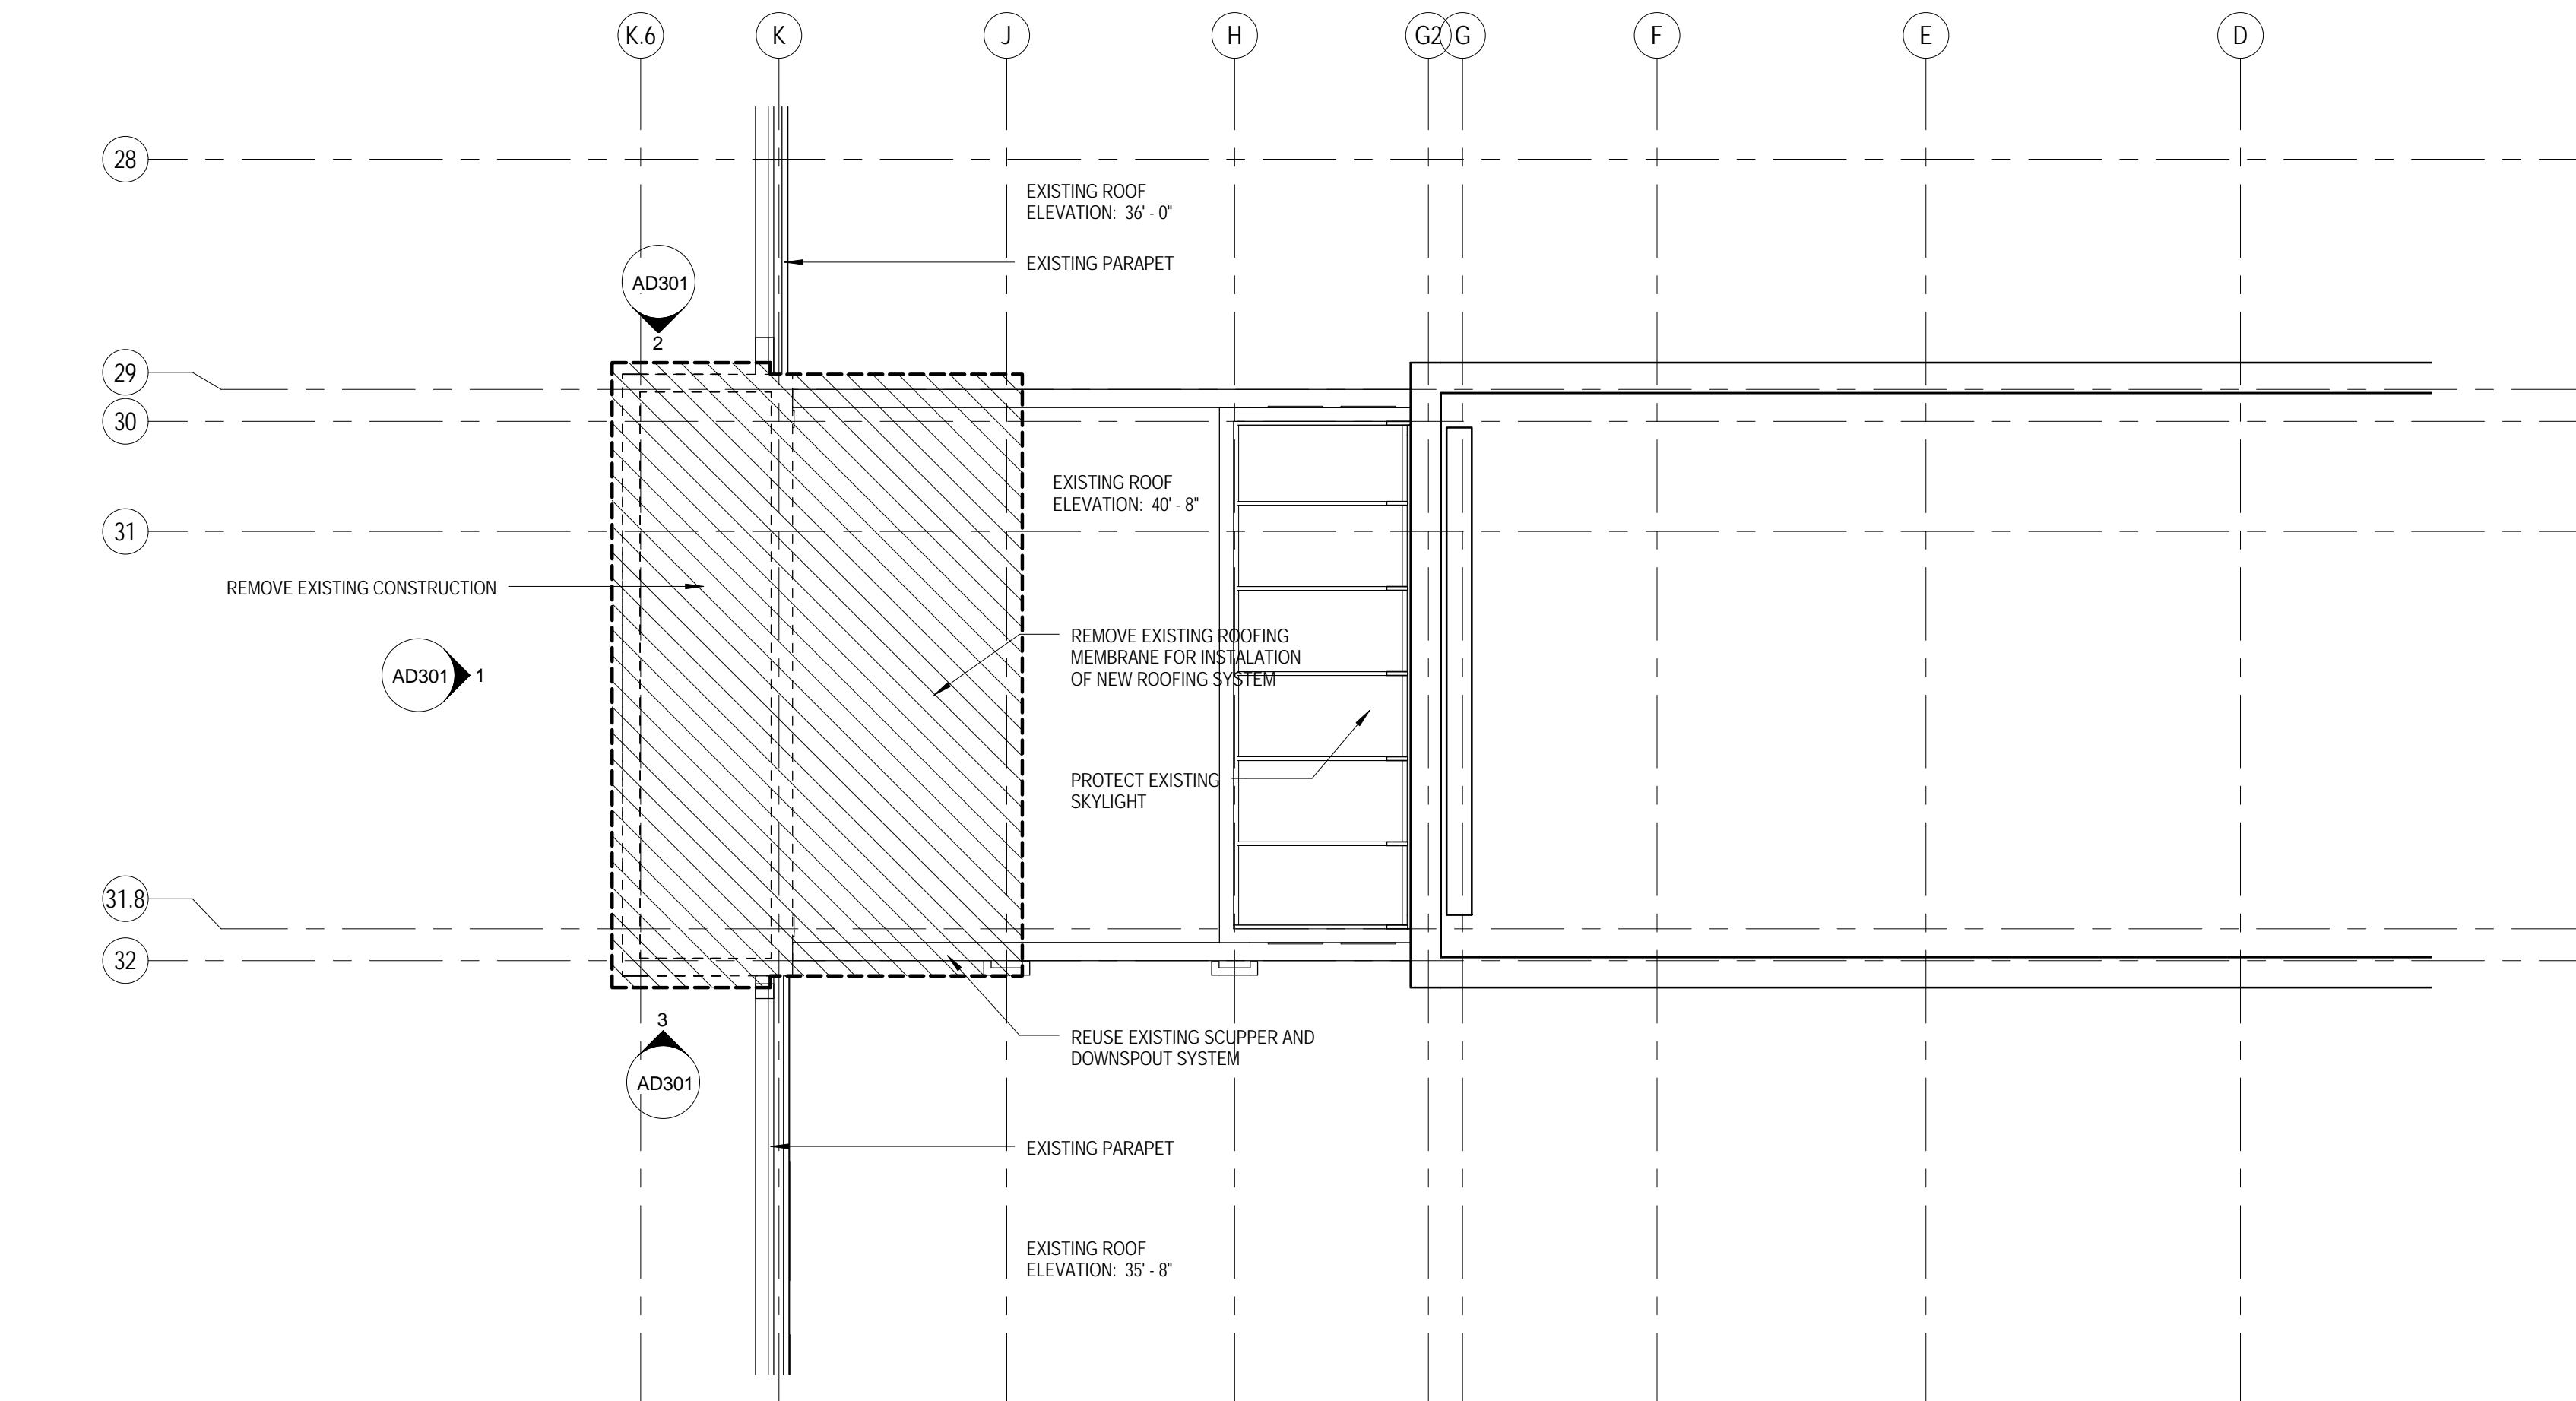 K.6
K
J
H
G2
G
F
E
D
28
EXISTING ROOF
ELEVATION:  36' - 0"
EXISTING PARAPET
AD301
2
29
30
EXISTING ROOF
ELEVATION:  40' - 8"
31
REMOVE EXISTING CONSTRUCTION
REMOVE EXISTING ROOFING
MEMBRANE FOR INSTALATION
OF NEW ROOFING SYSTEM
AD301 1
PROTECT EXISTING
SKYLIGHT
31.8
32
3
AD301
REUSE EXISTING SCUPPER AND
DOWNSPOUT SYSTEM
EXISTING PARAPET
EXISTING ROOF
ELEVATION:  35' - 8"